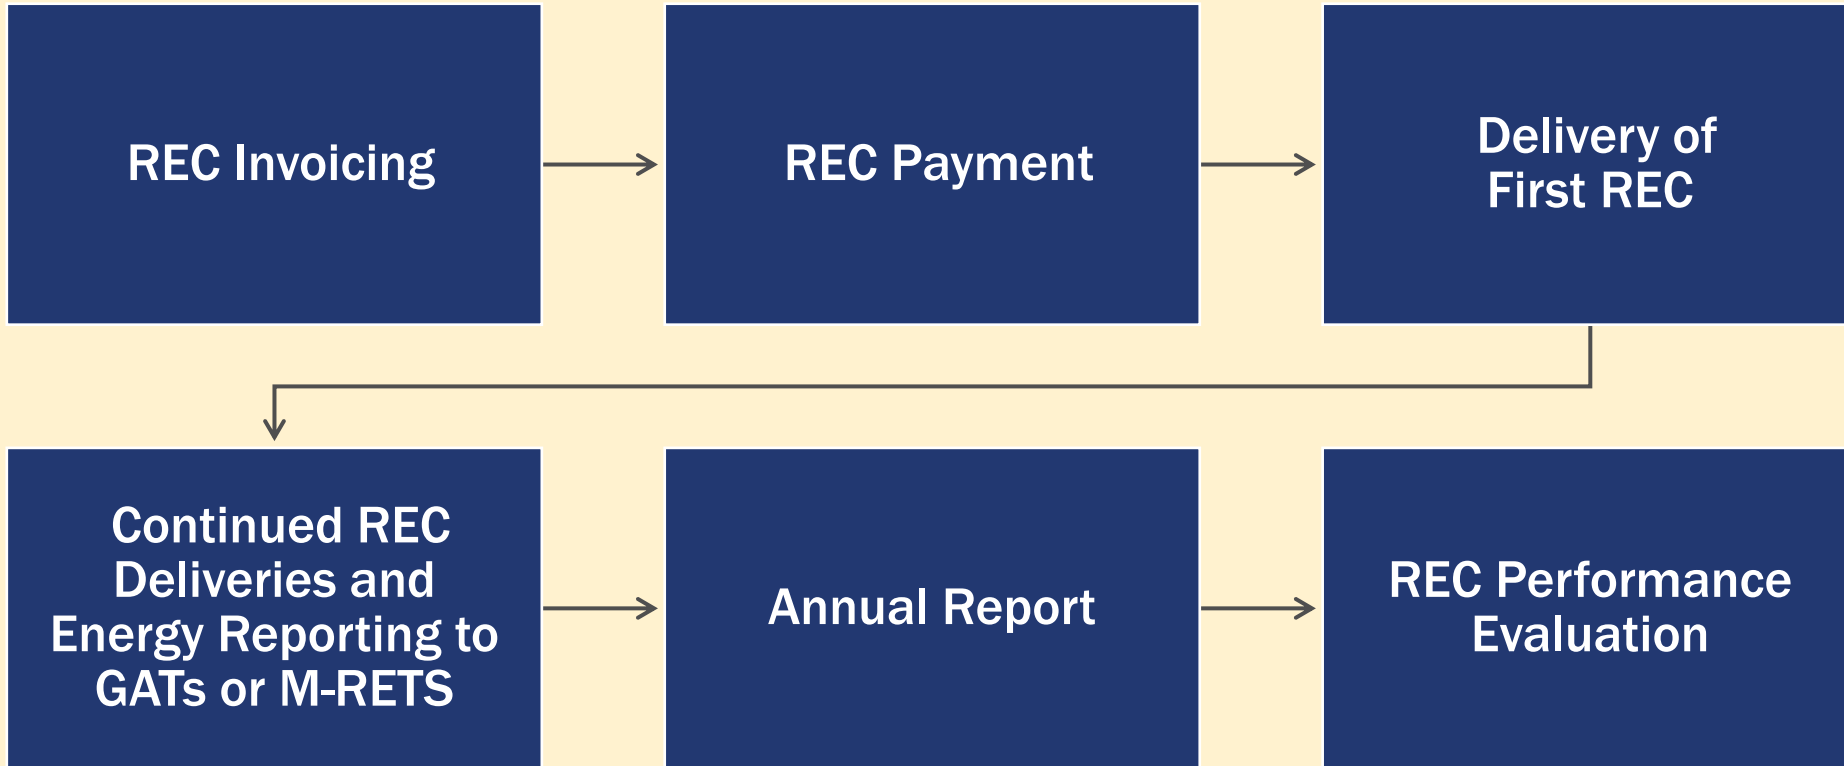 REC Invoicing
REC Payment
Delivery of
First REC
Continued REC
Deliveries and
Energy Reporting to
GATs or M-RETS
Annual Report
REC Performance
Evaluation